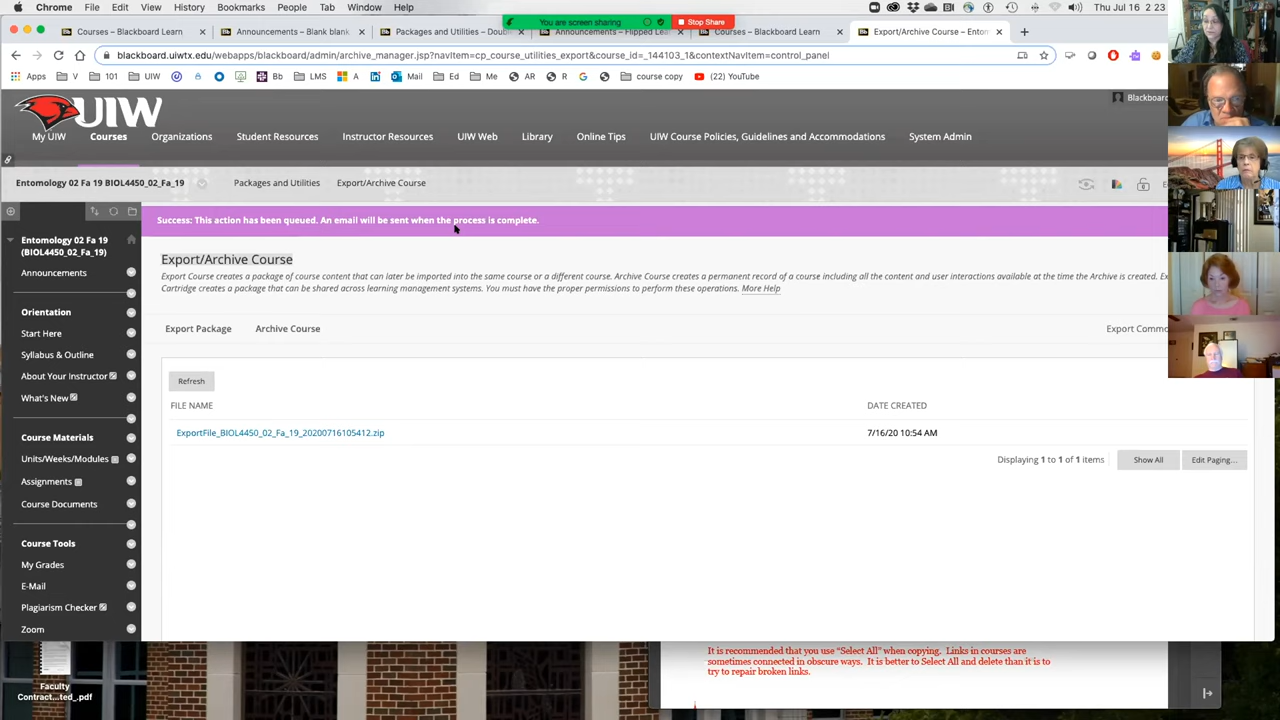 Chrome File Edit View History Bookmarks People Tab Window Help Thu Jul 16 2 23
You are screen sharing Stop Share
Courses – Blackboard Learn
Announcements – Blank blank
Packages and Utilities – Double
Announcements – Flipped Lea
Courses – Blackboard Learn
Export/Archive Course – Entom
blackboard.uiwtx.edu/webapps/blackboard/admin/archive_manager.jsp?navItem=cp_course_utilities_export&course_id=_144103_1&contextNavItem=control_panel
Apps V 101 UIW Bb LMS A Mail Ed Me AR R course copy (22) YouTube
UIW
Blackboard
My UIW Courses Organizations Student Resources Instructor Resources UIW Web Library Online Tips UIW Course Policies, Guidelines and Accommodations System Admin
Entomology 02 Fa 19 BIOL4450_02_Fa_19 Packages and Utilities Export/Archive Course
Success: This action has been queued. An email will be sent when the process is complete.
Entomology 02 Fa 19
(BIOL4450_02_Fa_19)
Announcements
Orientation
Start Here
Syllabus & Outline
About Your Instructor
What's New
Course Materials
Units/Weeks/Modules
Assignments
Course Documents
Course Tools
My Grades
E-Mail
Plagiarism Checker
Zoom
Export/Archive Course
Export Course creates a package of course content that can later be imported into the same course or a different course. Archive Course creates a permanent record of a course including all the content and user interactions available at the time the Archive is created.
Cartridge creates a package that can be shared across learning management systems. You must have the proper permissions to perform these operations. More Help
Export Package Archive Course Export Commo
Refresh
FILE NAME DATE CREATED
ExportFile_BIOL4450_02_Fa_19_20200716105412.zip 7/16/20 10:54 AM
Displaying 1 to 1 of 1 items Show All Edit Paging...
Faculty
Contract...ted_.pdf
It is recommended that you use “Select All” when copying. Links in courses are
sometimes connected in obscure ways. It is better to Select All and delete than it is to
try to repair broken links.